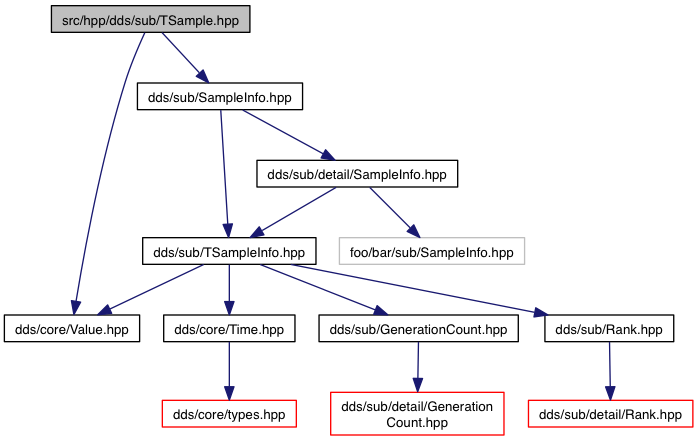 src/hpp/dds/sub/TSample.hpp
dds/sub/SampleInfo.hpp
dds/sub/detail/SampleInfo.hpp
dds/sub/TSampleInfo.hpp
foo/bar/sub/SampleInfo.hpp
dds/core/Value.hpp
dds/core/Time.hpp
dds/sub/GenerationCount.hpp
dds/sub/Rank.hpp
dds/core/types.hpp
dds/sub/detail/Generation
Count.hpp
dds/sub/detail/Rank.hpp